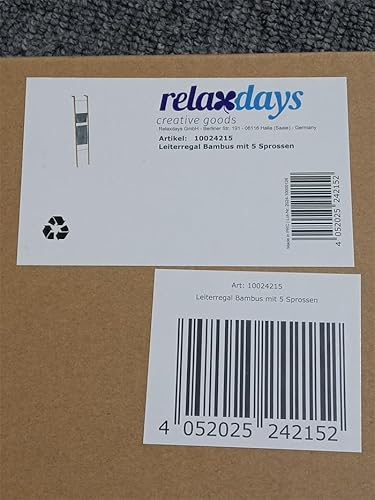 relaxdays
creative goods
Relaxdays GmbH - Berliner Str. 191 - 06116 Halle (Saale) - Germany
Artikel: 10024215
Leiterregal Bambus mit 5 Sprossen
4 052025 242152
Art: 10024215
Leiterregal Bambus mit 5 Sprossen
4 052025 242152